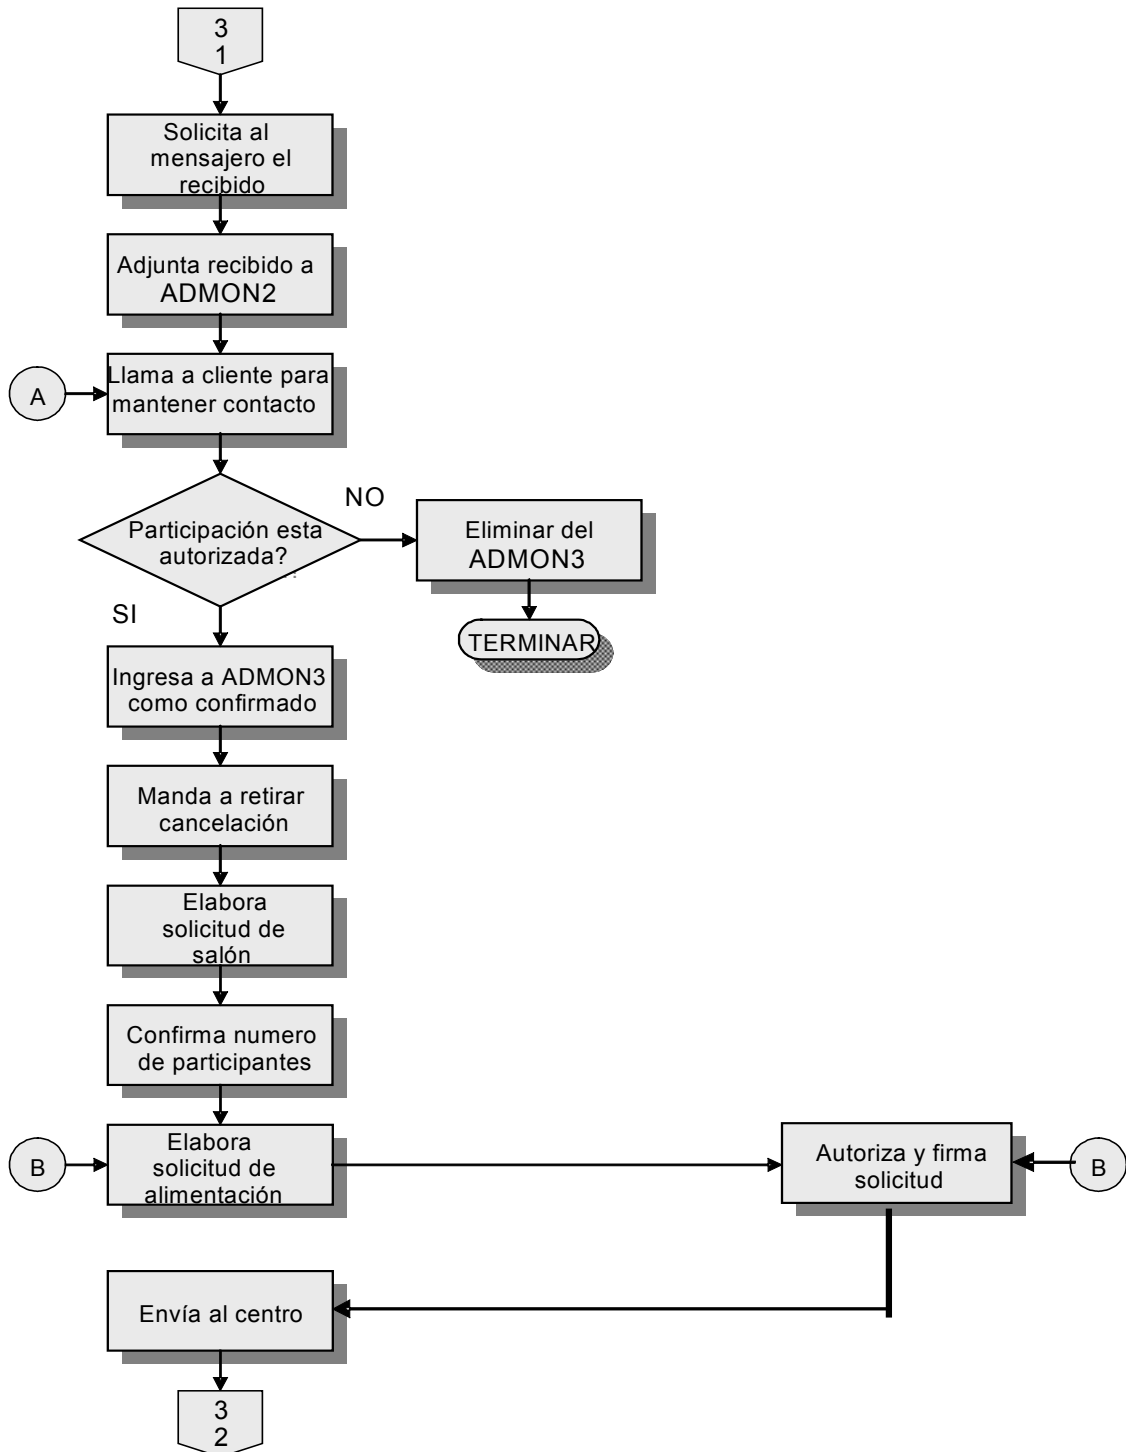 3
1
Solicita al
mensajero el
recibido
Adjunta recibido a
ADMON2
A
Llama a cliente para
mantener contacto
Participación esta
autorizada?
NO
Eliminar del
ADMON3
TERMINAR
SI
Ingresa a ADMON3
como confirmado
Manda a retirar
cancelación
Elabora
solicitud de
salón
Confirma numero
de participantes
B
Elabora
solicitud de
alimentación
Autoriza y firma
solicitud
B
Envía al centro
3
2